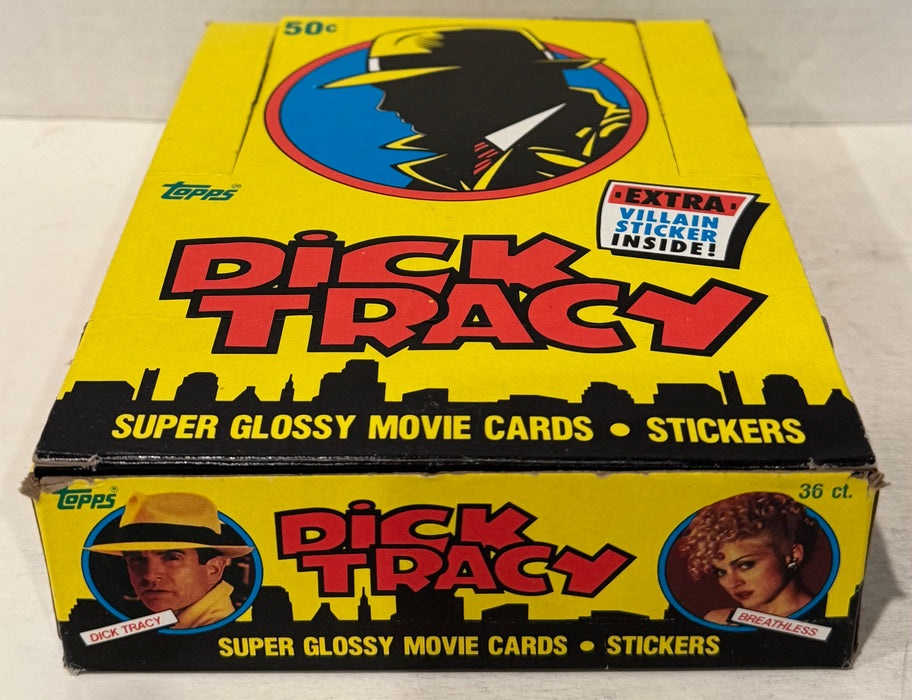 50¢
Topps®
·EXTRA·
VILLAIN
STICKER
INSIDE!
DiCK
TRACY
SUPER GLOSSY MOVIE CARDS • STICKERS
Topps®
36 ct.
DiCK
TRACY
DICK TRACY
BREATHLESS
SUPER GLOSSY MOVIE CARDS • STICKERS